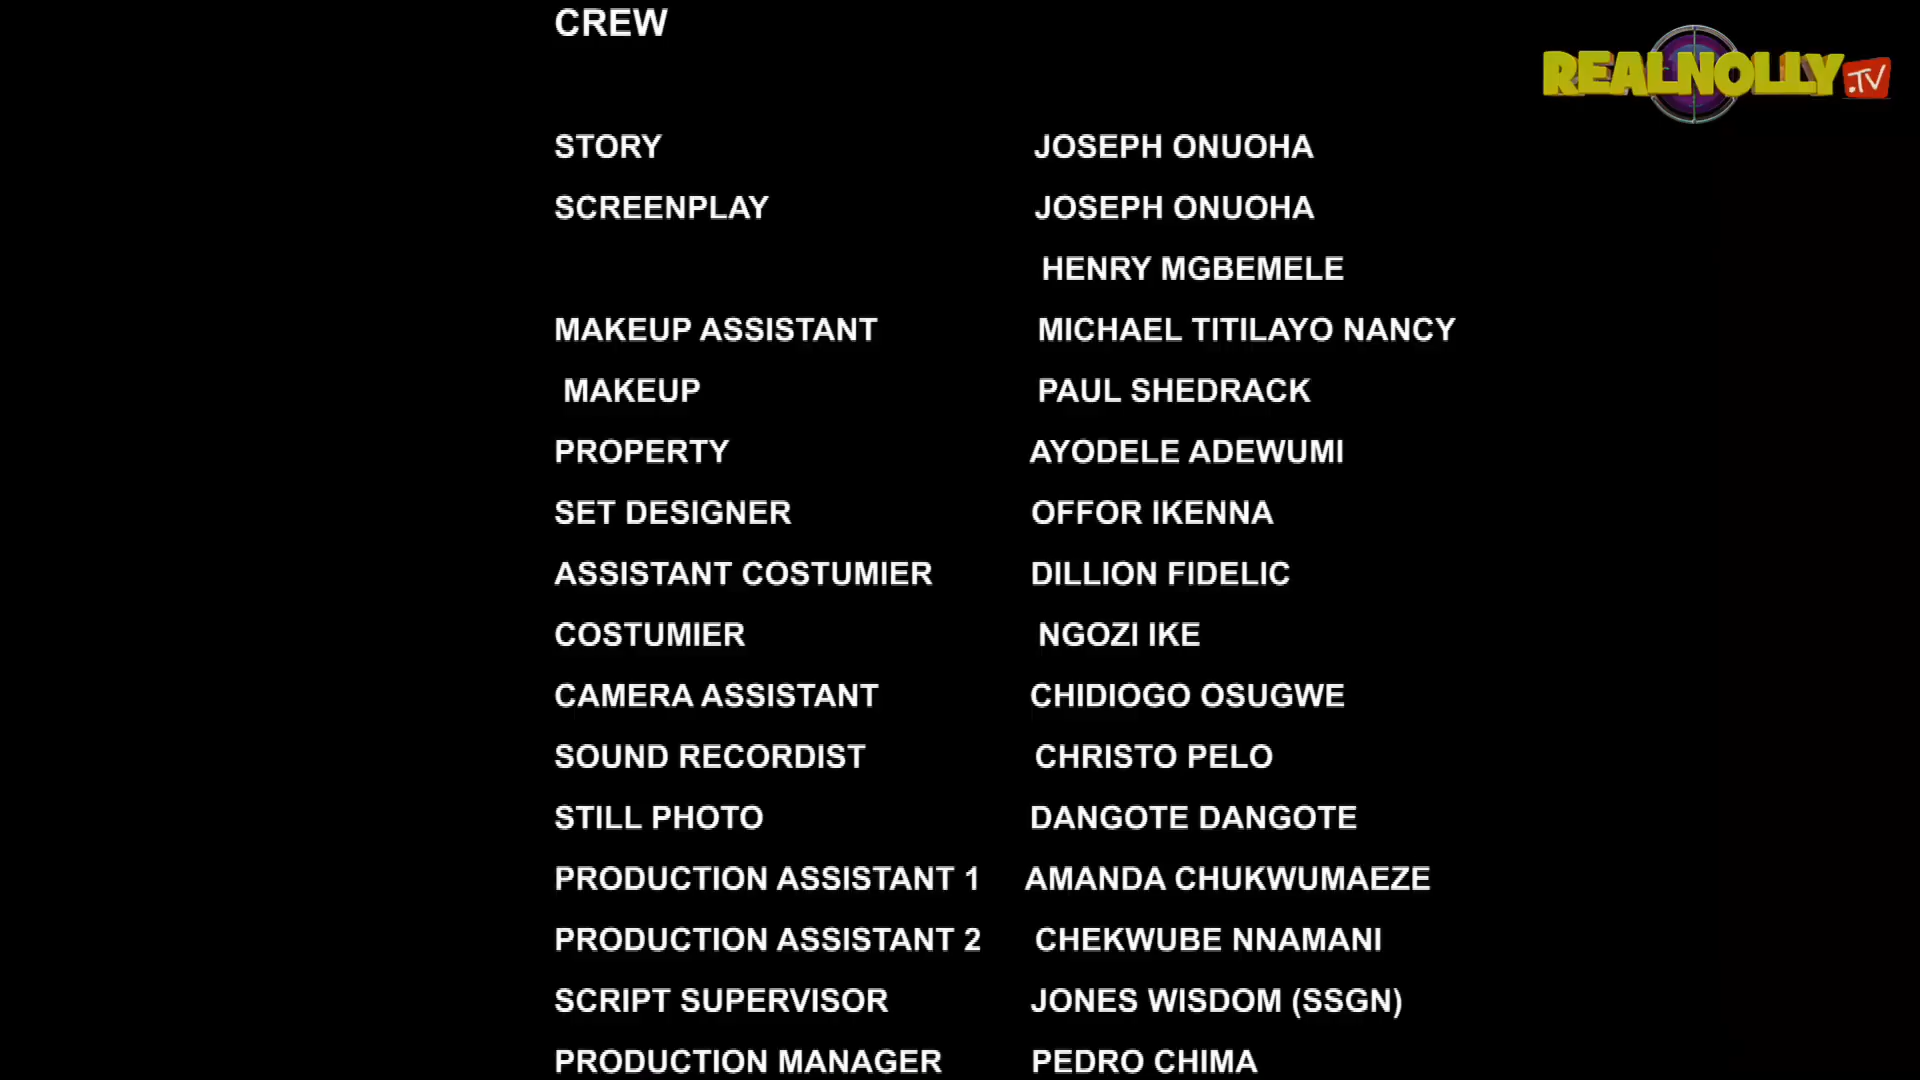 CREW
REALNOLLY.TV
STORY JOSEPH ONUOHA
SCREENPLAY JOSEPH ONUOHA
HENRY MGBEMELE
MAKEUP ASSISTANT MICHAEL TITILAYO NANCY
MAKEUP PAUL SHEDRACK
PROPERTY AYODELE ADEWUMI
SET DESIGNER OFFOR IKENNA
ASSISTANT COSTUMIER DILLION FIDELIC
COSTUMIER NGOZI IKE
CAMERA ASSISTANT CHIDIOGO OSUGWE
SOUND RECORDIST CHRISTO PELO
STILL PHOTO DANGOTE DANGOTE
PRODUCTION ASSISTANT 1 AMANDA CHUKWUMAEZE
PRODUCTION ASSISTANT 2 CHEKWUBE NNAMANI
SCRIPT SUPERVISOR JONES WISDOM (SSGN)
PRODUCTION MANAGER PEDRO CHIMA